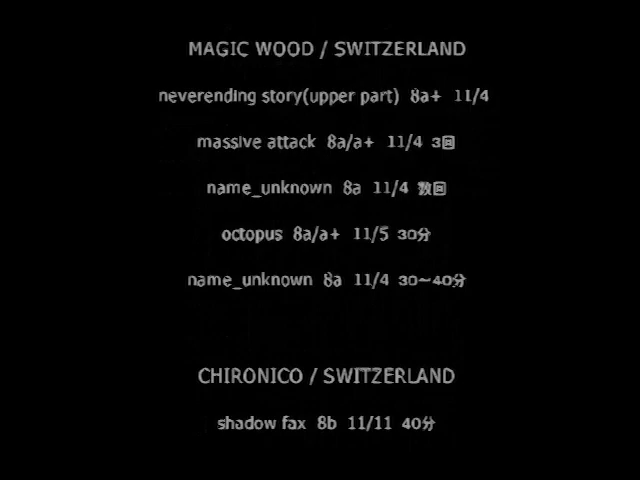 MAGIC WOOD / SWITZERLAND
neverending story(upper part) 8a+ 11/4
massive attack 8a/a+ 11/4 3回
name_unknown 8a 11/4 数回
octopus 8a/a+ 11/5 30分
name_unknown 8a 11/4 30～40分
CHIRONICO / SWITZERLAND
shadow fax 8b 11/11 40分